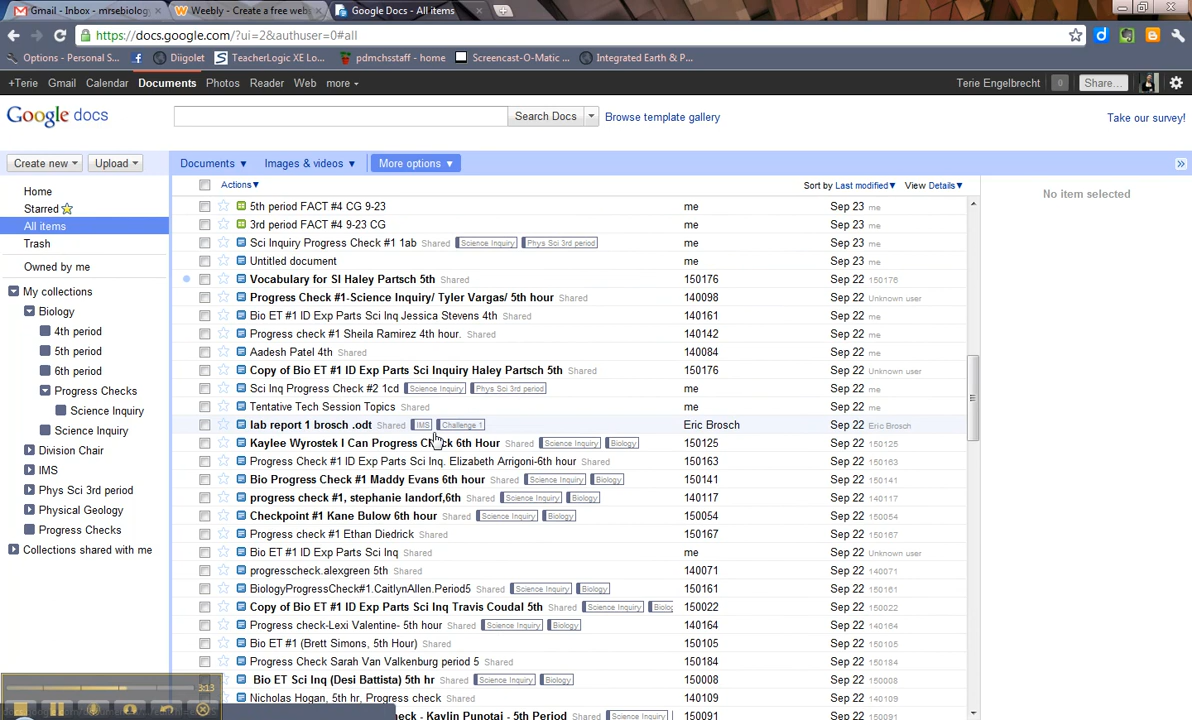 Gmail - Inbox - mrsebiolog
Weebly - Create a free webs
Google Docs - All items
https://docs.google.com/?ui=2&authuser=0#all
Options - Personal S...
Diigolet
TeacherLogic XE Lo...
pdmchsstaff - home
Screencast-O-Matic ...
Integrated Earth & P...
+Terie Gmail Calendar Documents Photos Reader Web more
Terie Engelbrecht 0 Share...
Google docs
Search Docs
Browse template gallery
Take our survey!
Create new
Upload
Documents
Images & videos
More options
Home
Starred
All items
Trash
Owned by me
My collections
Biology
4th period
5th period
6th period
Progress Checks
Science Inquiry
Science Inquiry
Division Chair
IMS
Phys Sci 3rd period
Physical Geology
Progress Checks
Collections shared with me
Actions
Sort by Last modified View Details
No item selected
5th period FACT #4 CG 9-23 me Sep 23 me
3rd period FACT #4 9-23 CG me Sep 23 me
Sci Inquiry Progress Check #1 1ab Shared Science Inquiry Phys Sci 3rd period me Sep 23 me
Untitled document me Sep 23 me
Vocabulary for SI Haley Partsch 5th Shared 150176 Sep 22 150176
Progress Check #1-Science Inquiry/ Tyler Vargas/ 5th hour Shared 140098 Sep 22 Unknown user
Bio ET #1 ID Exp Parts Sci Inq Jessica Stevens 4th Shared 140161 Sep 22 me
Progress check #1 Sheila Ramirez 4th hour. Shared 140142 Sep 22 me
Aadesh Patel 4th Shared 140084 Sep 22 me
Copy of Bio ET #1 ID Exp Parts Sci Inquiry Haley Partsch 5th Shared 150176 Sep 22 Unknown user
Sci Inq Progress Check #2 1cd Science Inquiry Phys Sci 3rd period me Sep 22 me
Tentative Tech Session Topics Shared me Sep 22 me
lab report 1 brosch .odt Shared IMS Challenge 1 Eric Brosch Sep 22 Eric Brosch
Kaylee Wyrostek I Can Progress Check 6th Hour Shared Science Inquiry Biology 150125 Sep 22 150125
Progress Check #1 ID Exp Parts Sci Inq. Elizabeth Arrigoni-6th hour Shared 150163 Sep 22 150163
Bio Progress Check #1 Maddy Evans 6th hour Shared Science Inquiry Biology 150141 Sep 22 150141
progress check #1, stephanie landorf,6th Shared Science Inquiry Biology 140117 Sep 22 140117
Checkpoint #1 Kane Bulow 6th hour Shared Science Inquiry Biology 150054 Sep 22 150054
progress check #1 Ethan Diedrick Shared 150167 Sep 22 150167
Bio ET #1 ID Exp Parts Sci Inq Shared me Sep 22 Unknown user
progresscheck.alexgreen 5th Shared 140071 Sep 22 140071
BiologyProgressCheck#1.CaitlynAllen.Period5 Shared Science Inquiry Biology 150161 Sep 22 150161
Copy of Bio ET #1 ID Exp Parts Sci Inq Travis Coudal 5th Shared Science Inquiry Biolog 150022 Sep 22 150022
Progress check-Lexi Valentine- 5th hour Shared Science Inquiry Biology 140164 Sep 22 140164
Bio ET #1 (Brett Simons, 5th Hour) Shared 150105 Sep 22 150105
Progress Check Sarah Van Valkenburg period 5 Shared 150184 Sep 22 150184
Bio ET Sci Inq (Desi Battista) 5th hr Shared Science Inquiry Biology 150008 Sep 22 150008
Nicholas Hogan, 5th hr, Progress check Shared 140109 Sep 22 140109
heck - Kaylin Punotai - 5th Period Shared Science Inquiry 150091 Sep 22 150091
3:13